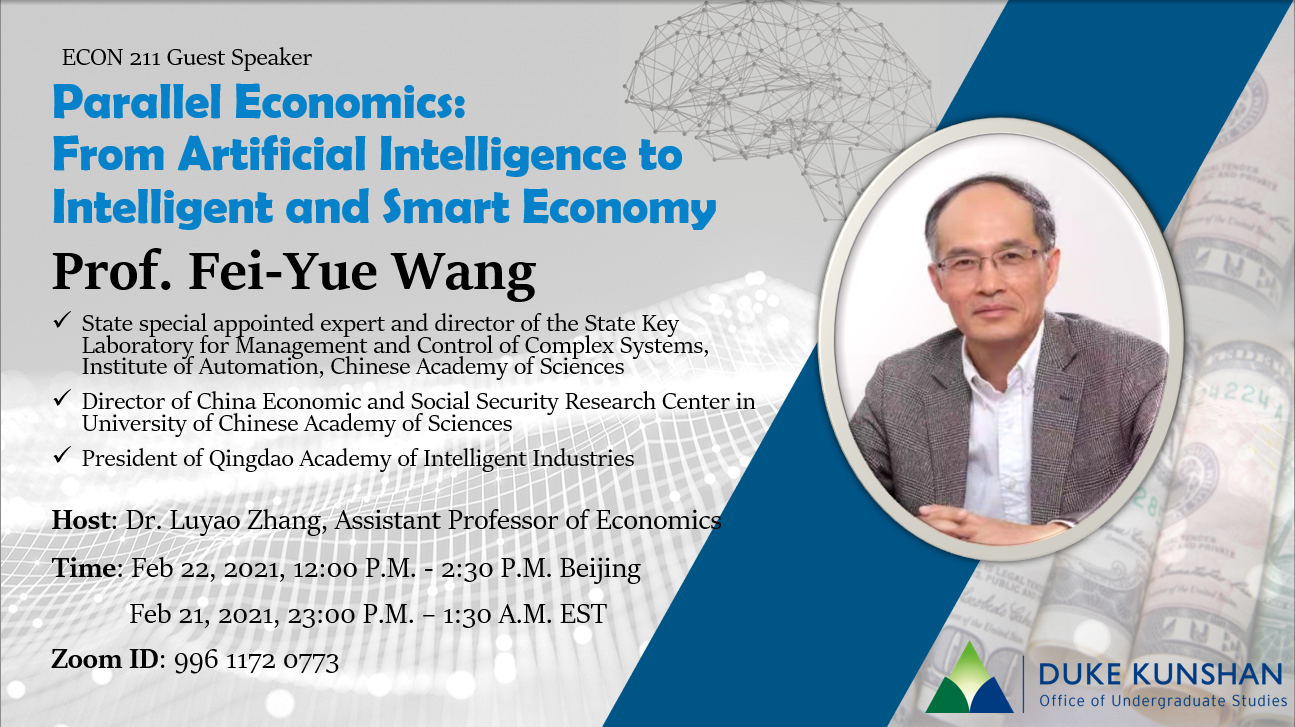 ECON 211 Guest Speaker
Parallel Economics:
From Artificial Intelligence to
Intelligent and Smart Economy
Prof. Fei-Yue Wang
✓ State special appointed expert and director of the State Key
Laboratory for Management and Control of Complex Systems,
Institute of Automation, Chinese Academy of Sciences
✓ Director of China Economic and Social Security Research Center in
University of Chinese Academy of Sciences
✓ President of Qingdao Academy of Intelligent Industries
Host: Dr. Luyao Zhang, Assistant Professor of Economics
Time: Feb 22, 2021, 12:00 P.M. - 2:30 P.M. Beijing
Feb 21, 2021, 23:00 P.M. – 1:30 A.M. EST
Zoom ID: 996 1172 0773
DUKE KUNSHAN
Office of Undergraduate Studies